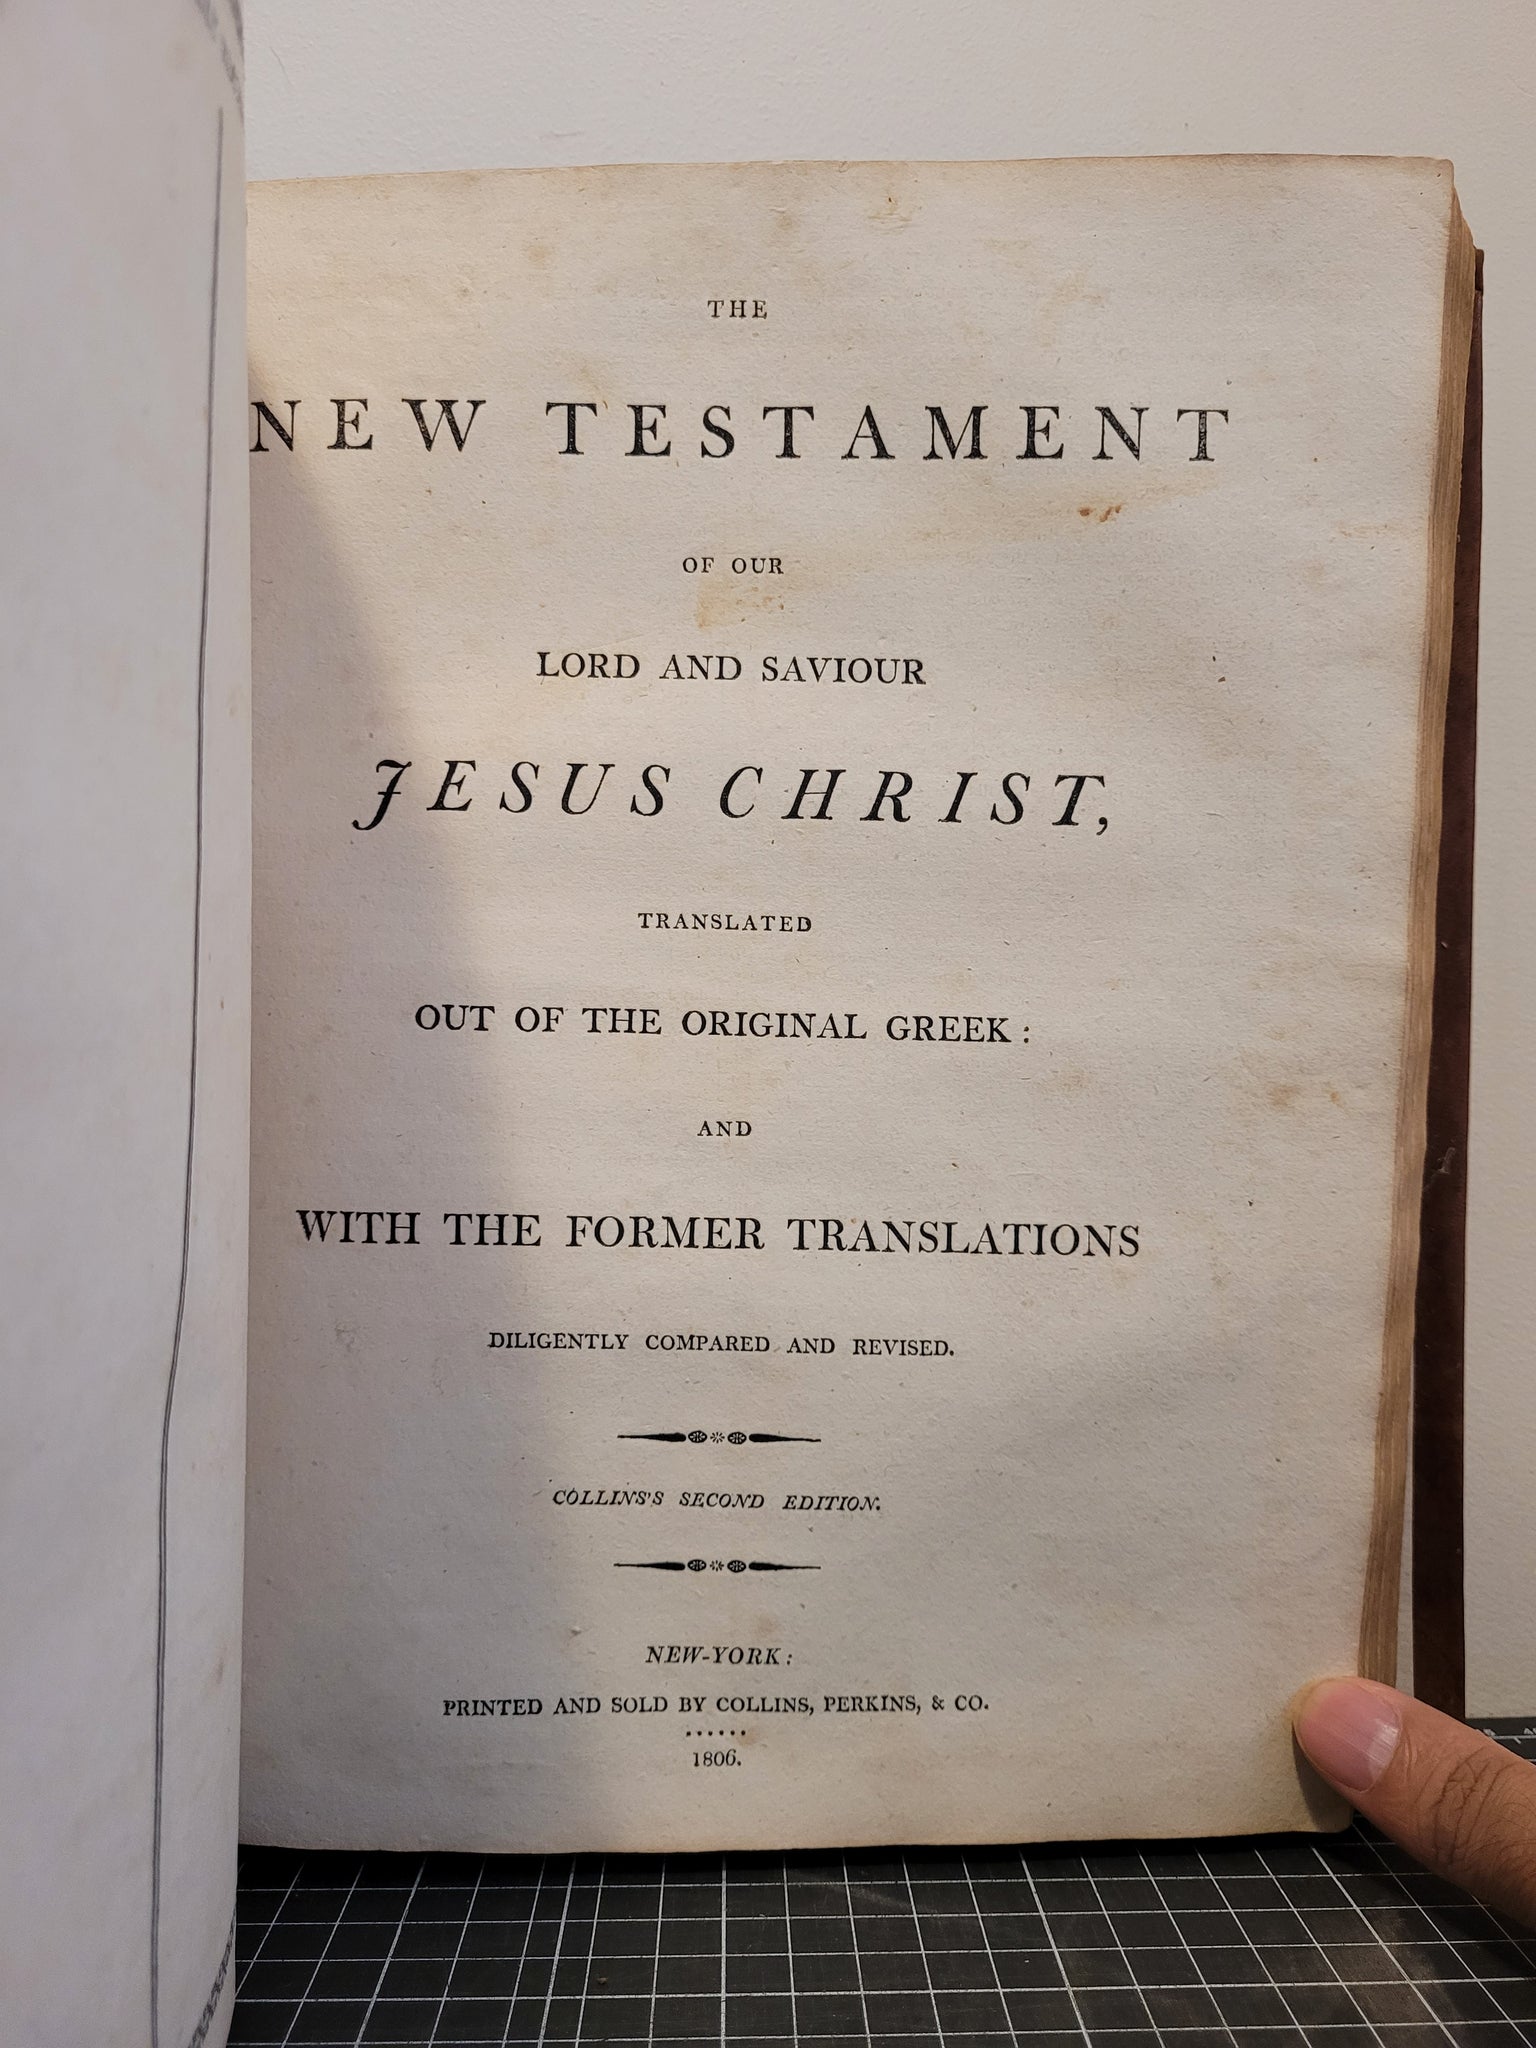 THE
NEW TESTAMENT
OF OUR
LORD AND SAVIOUR
JESUS CHRIST,
TRANSLATED
OUT OF THE ORIGINAL GREEK:
AND
WITH THE FORMER TRANSLATIONS
DILIGENTLY COMPARED AND REVISED.
COLLINS'S SECOND EDITION.
NEW-YORK:
PRINTED AND SOLD BY COLLINS, PERKINS, & CO.
......
1806.